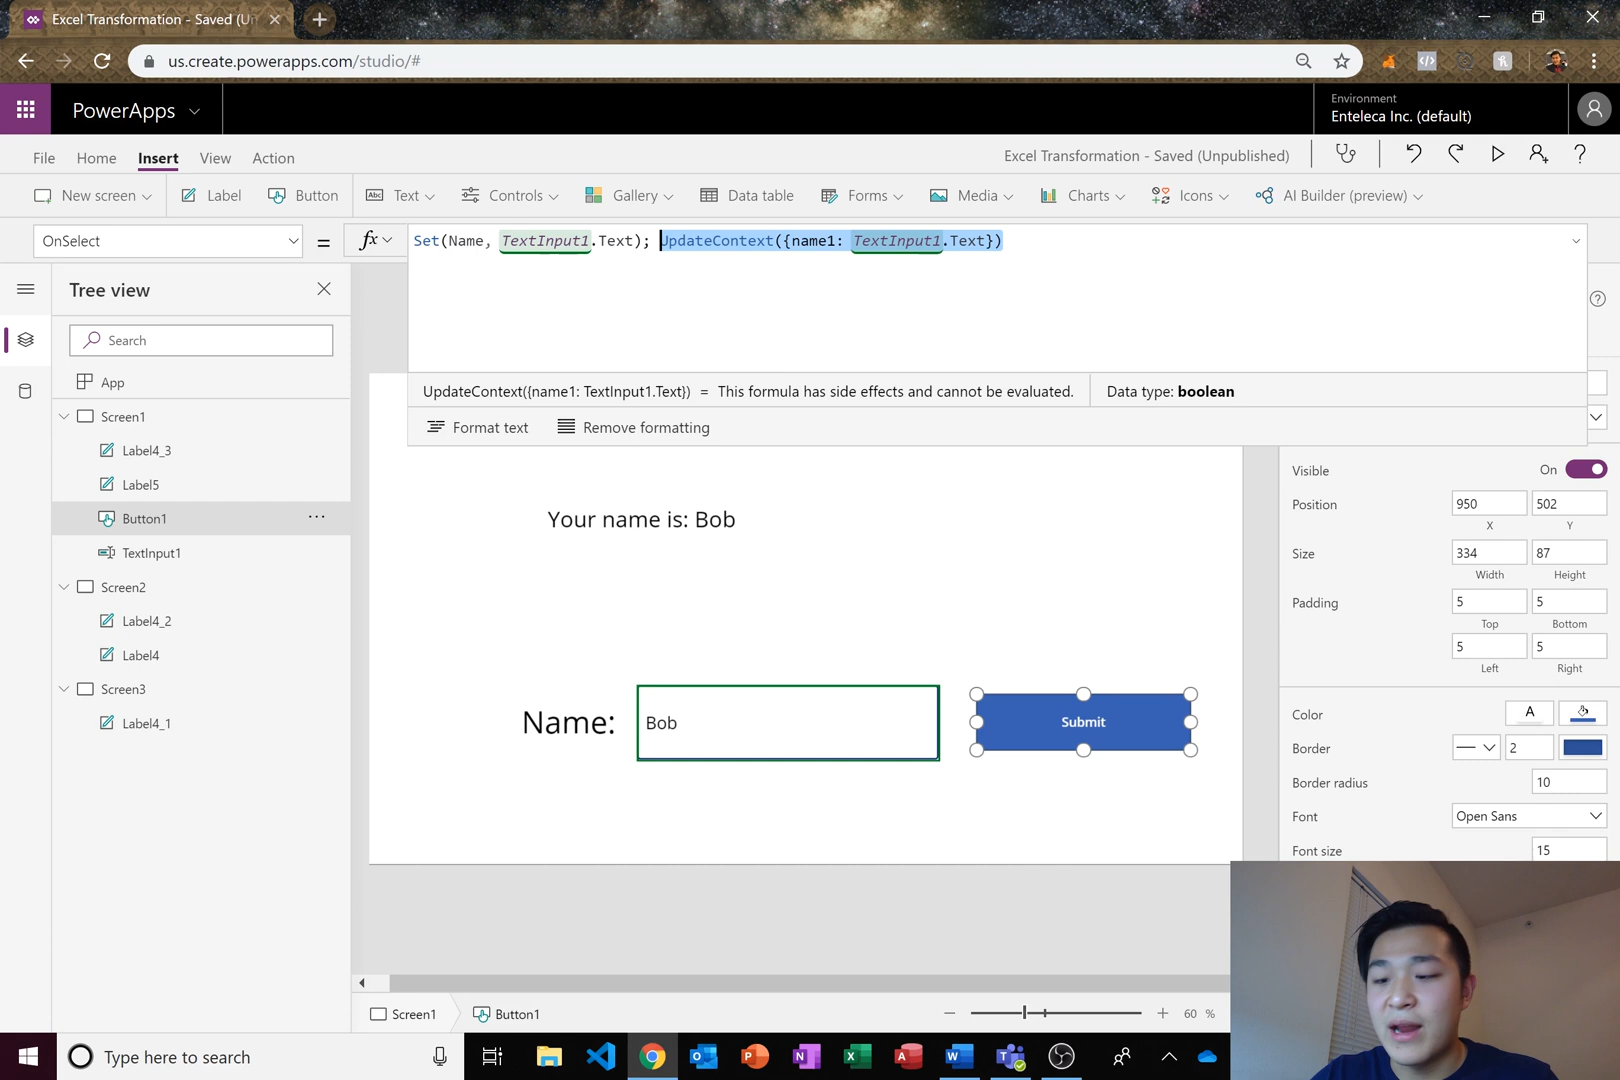 Excel Transformation - Saved (Un
us.create.powerapps.com/studio/#
PowerApps
Environment
Enteleca Inc. (default)
File Home Insert View Action
Excel Transformation - Saved (Unpublished)
New screen Label Button Text Controls Gallery Data table Forms Media Charts Icons AI Builder (preview)
OnSelect = fx Set(Name, TextInput1.Text); UpdateContext({name1: TextInput1.Text})
UpdateContext({name1: TextInput1.Text}) = This formula has side effects and cannot be evaluated. Data type: boolean
Format text Remove formatting
Tree view
Search
App
Screen1
Label4_3
Label5
Button1
TextInput1
Screen2
Label4_2
Label4
Screen3
Label4_1
Your name is: Bob
Name: Bob Submit
Visible On
Position 950 502
X Y
Size 334 87
Width Height
Padding 5 5
Top Bottom
5 5
Left Right
Color A
Border 2
Border radius 10
Font Open Sans
Font size 15
Screen1 Button1 60 %
Type here to search